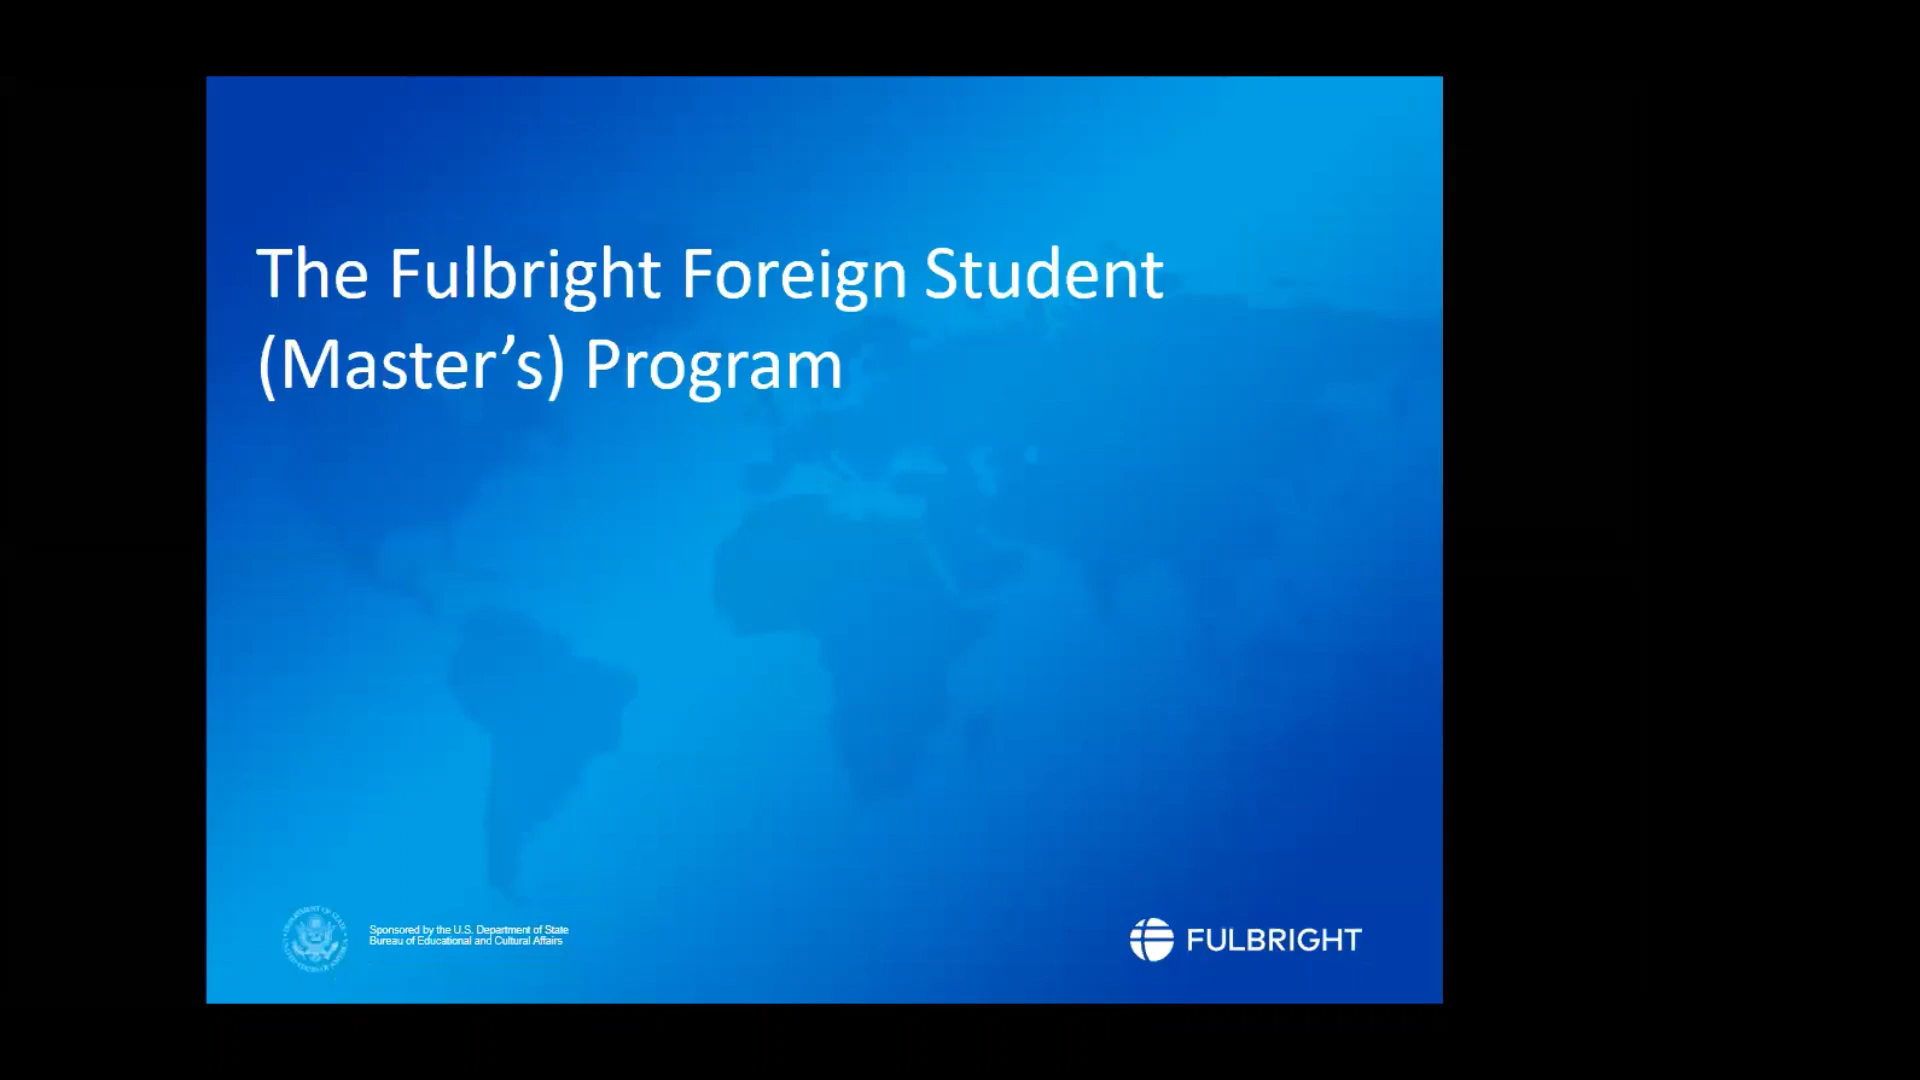 The Fulbright Foreign Student
(Master’s) Program
Sponsored by the U.S. Department of State
Bureau of Educational and Cultural Affairs
FULBRIGHT